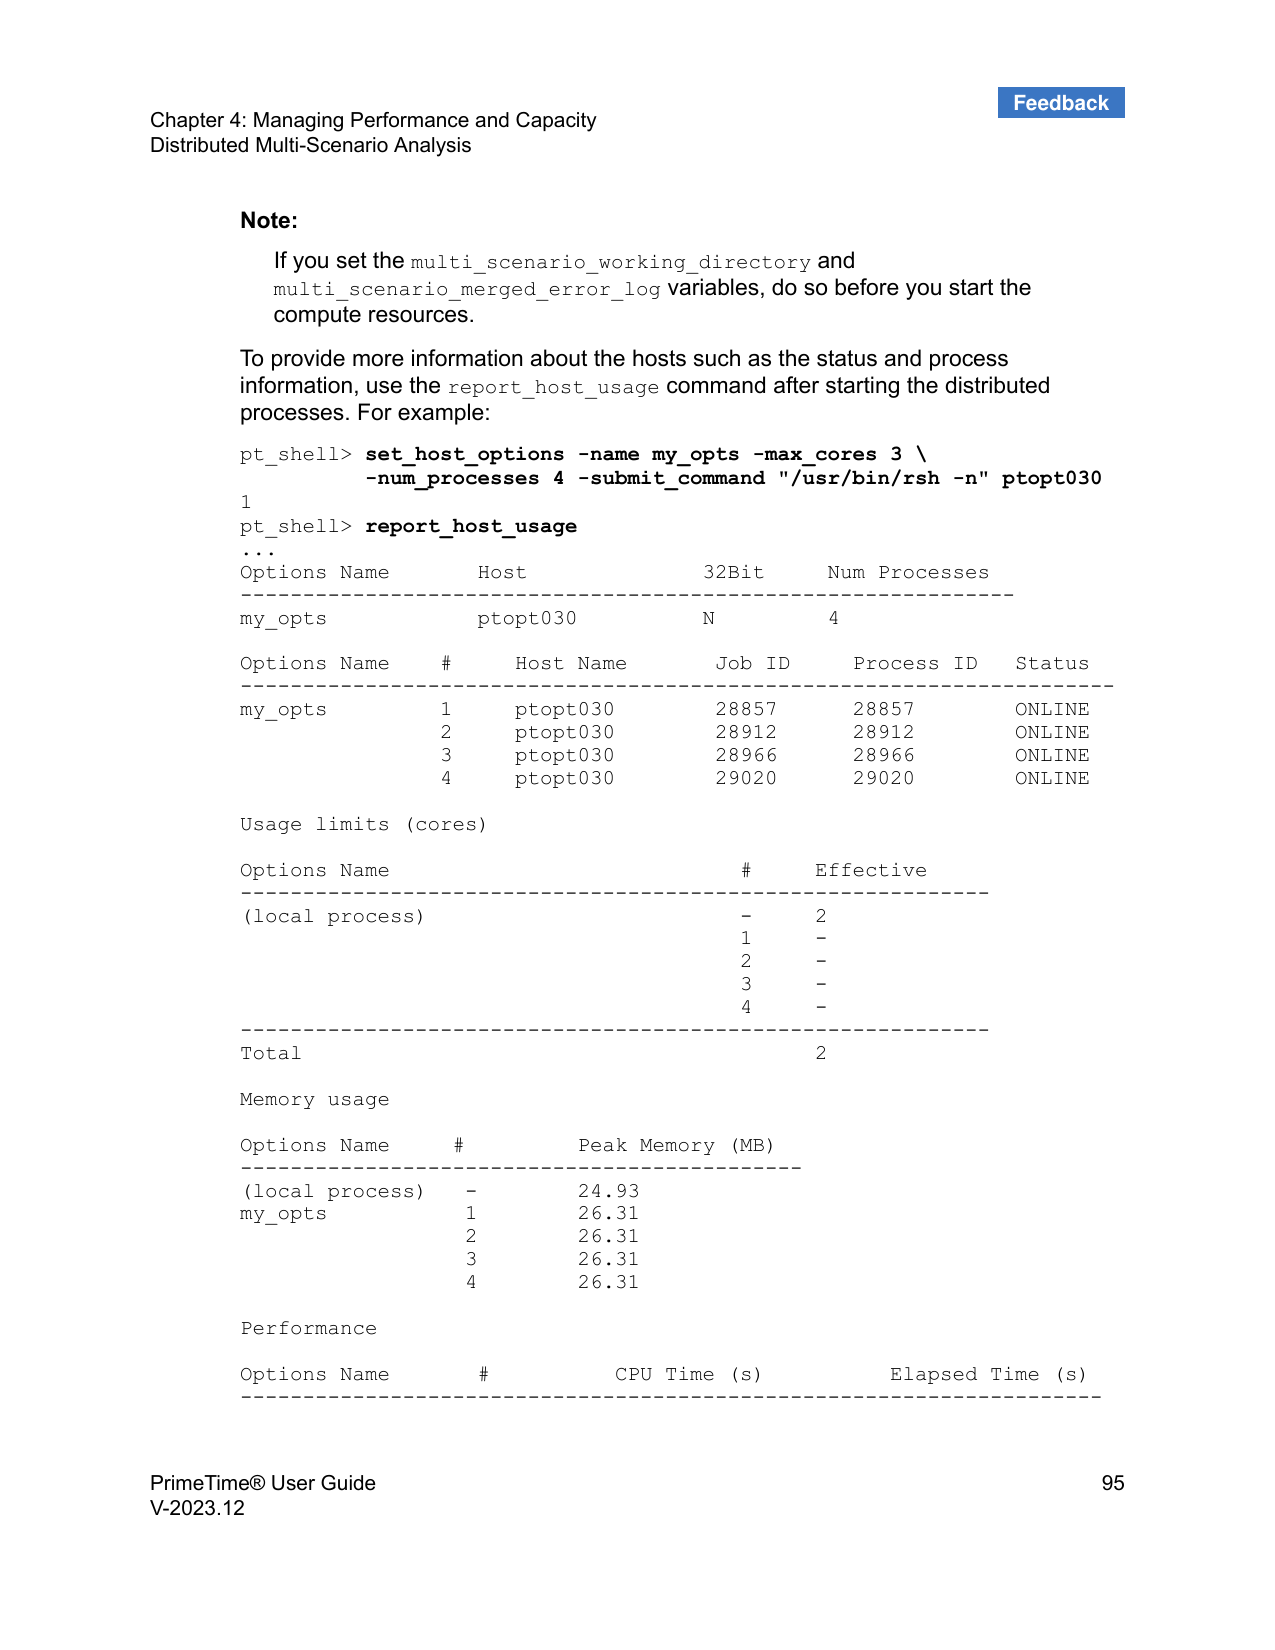 Feedback
Chapter 4: Managing Performance and Capacity
Distributed Multi-Scenario Analysis
Note:
If you set the multi_scenario_working_directory and
multi_scenario_merged_error_log variables, do so before you start the
compute resources.
To provide more information about the hosts such as the status and process
information, use the report_host_usage command after starting the distributed
processes. For example:
pt_shell> set_host_options -name my_opts -max_cores 3 \
-num_processes 4 -submit_command "/usr/bin/rsh -n" ptopt030
1
pt_shell> report_host_usage
...
Options Name       Host              32Bit     Num Processes
--------------------------------------------------------------
my_opts            ptopt030          N         4
Options Name    #     Host Name       Job ID     Process ID   Status
----------------------------------------------------------------------
my_opts         1     ptopt030        28857      28857        ONLINE
                2     ptopt030        28912      28912        ONLINE
                3     ptopt030        28966      28966        ONLINE
                4     ptopt030        29020      29020        ONLINE
Usage limits (cores)
Options Name                            #     Effective
------------------------------------------------------------
(local process)                         -     2
                                        1     -
                                        2     -
                                        3     -
                                        4     -
------------------------------------------------------------
Total                                         2
Memory usage
Options Name     #         Peak Memory (MB)
---------------------------------------------
(local process)   -        24.93
my_opts           1        26.31
                  2        26.31
                  3        26.31
                  4        26.31
Performance
Options Name       #          CPU Time (s)          Elapsed Time (s)
---------------------------------------------------------------------
PrimeTime® User Guide 95
V-2023.12